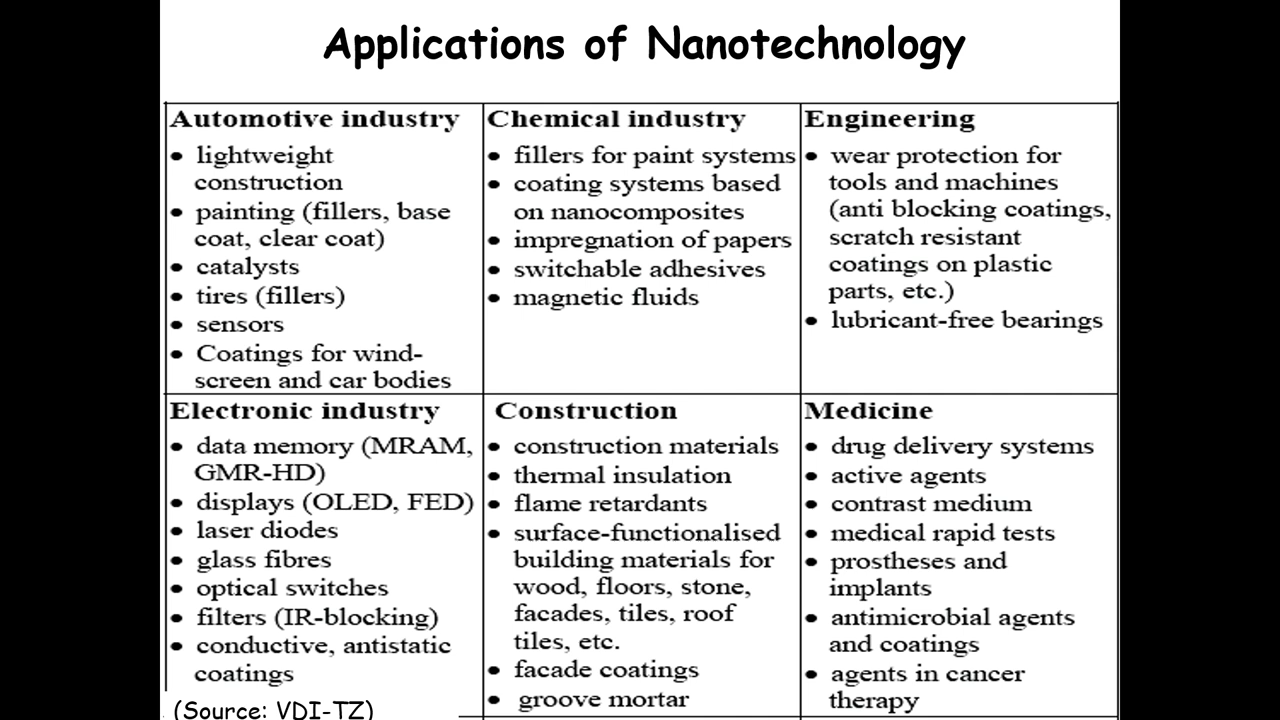 Applications of Nanotechnology
Automotive industry
• lightweight
construction
• painting (fillers, base
coat, clear coat)
• catalysts
• tires (fillers)
• sensors
• Coatings for wind-
screen and car bodies
Chemical industry
• fillers for paint systems
• coating systems based
on nanocomposites
• impregnation of papers
• switchable adhesives
• magnetic fluids
Engineering
• wear protection for
tools and machines
(anti blocking coatings,
scratch resistant
coatings on plastic
parts, etc.)
• lubricant-free bearings
Electronic industry
• data memory (MRAM,
GMR-HD)
• displays (OLED, FED)
• laser diodes
• glass fibres
• optical switches
• filters (IR-blocking)
• conductive, antistatic
coatings
Construction
• construction materials
• thermal insulation
• flame retardants
• surface-functionalised
building materials for
wood, floors, stone,
facades, tiles, roof
tiles, etc.
• facade coatings
• groove mortar
Medicine
• drug delivery systems
• active agents
• contrast medium
• medical rapid tests
• prostheses and
implants
• antimicrobial agents
and coatings
• agents in cancer
therapy
(Source: VDI-TZ)